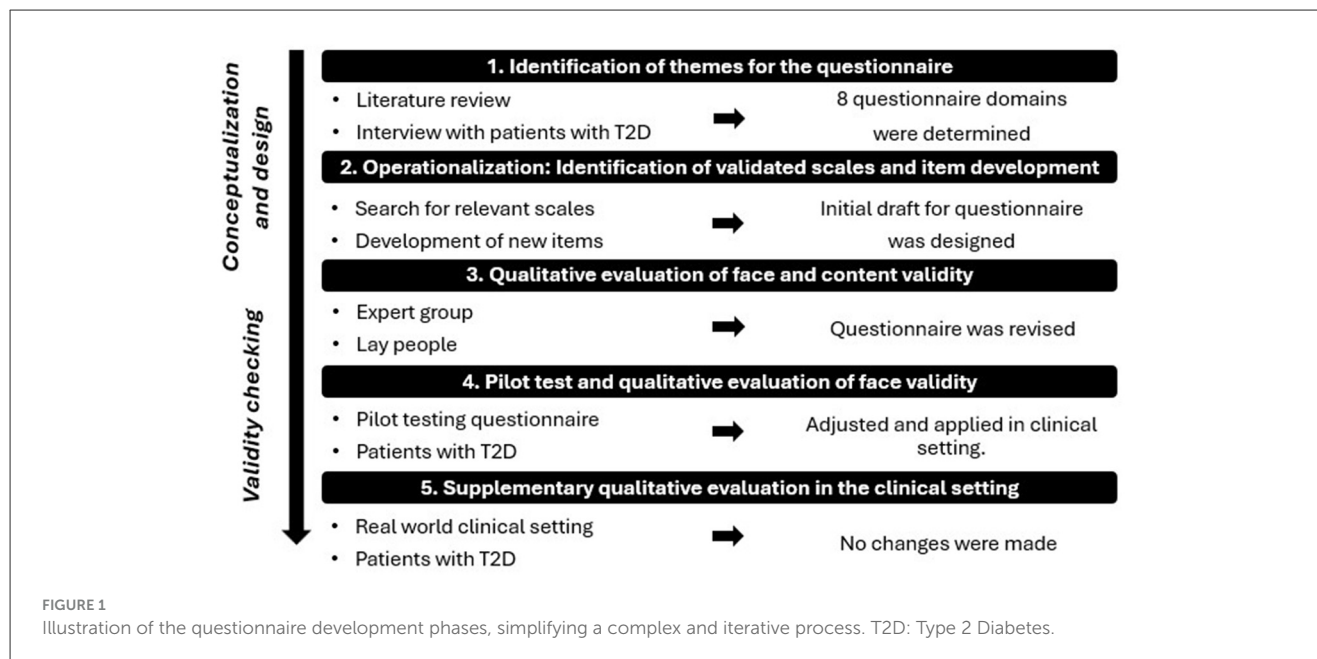 Conceptualization
and design
Validity checking
1. Identification of themes for the questionnaire
• Literature review
• Interview with patients with T2D
8 questionnaire domains
were determined
2. Operationalization: Identification of validated scales and item development
• Search for relevant scales
• Development of new items
Initial draft for questionnaire
was designed
3. Qualitative evaluation of face and content validity
• Expert group
• Lay people
Questionnaire was revised
4. Pilot test and qualitative evaluation of face validity
• Pilot testing questionnaire
• Patients with T2D
Adjusted and applied in clinical
setting.
5. Supplementary qualitative evaluation in the clinical setting
• Real world clinical setting
• Patients with T2D
No changes were made
FIGURE 1
Illustration of the questionnaire development phases, simplifying a complex and iterative process. T2D: Type 2 Diabetes.